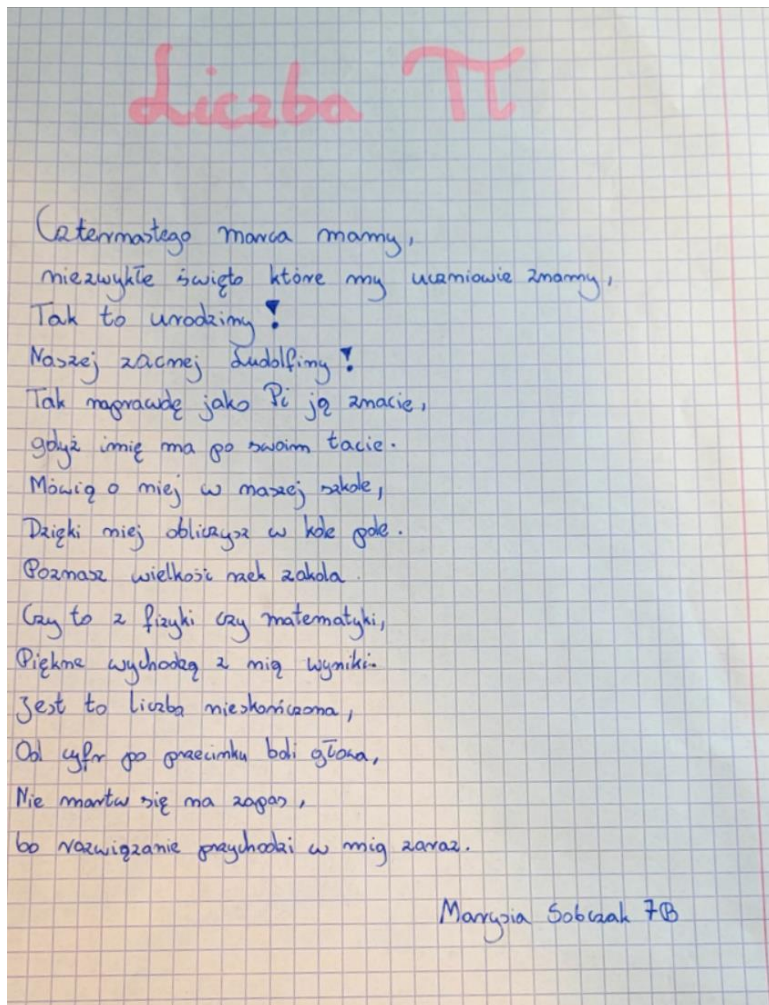 Liczba π
Czternastego marca mamy,
niezwykłe święto które my uczniowie znamy,
Tak to urodziny!
Naszej zacnej Ludolfiny!
Tak naprawdę jako Pi ją znacie,
gdyż imię ma po swoim tacie.
Mówią o niej w naszej szkole,
Dzięki niej obliczysz w kole pole.
Poznasz wielkość rzek zakola.
Czy to z fizyki czy matematyki,
Piękne wychodzą z nią wyniki.
Jest to liczba nieskończona,
Od cyfr po przecinku boli głowa,
Nie martw się na zapas,
bo rozwiązanie przychodzi w mig zaraz.
Marysia Sobczak 7B